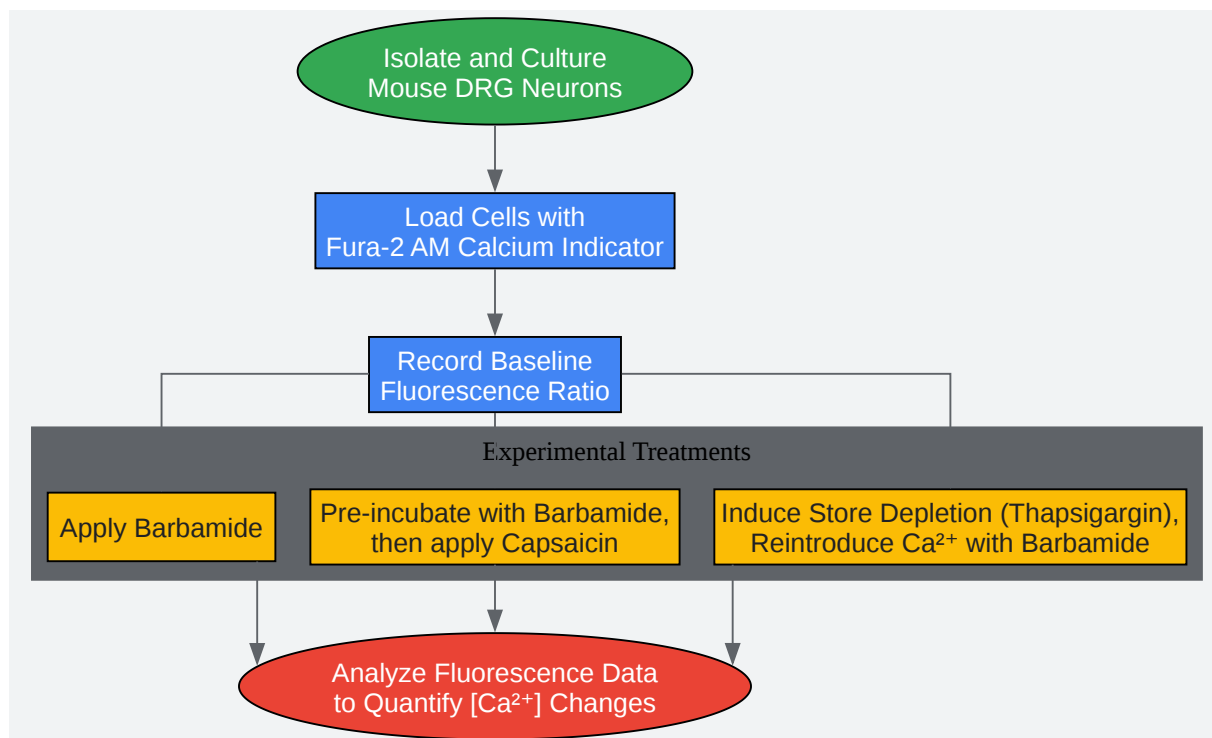 Isolate and Culture
Mouse DRG Neurons
Load Cells with
Fura-2 AM Calcium Indicator
Record Baseline
Fluorescence Ratio
Experimental Treatments
Apply Barbamide
Pre-incubate with Barbamide,
then apply Capsaicin
Induce Store Depletion (Thapsigargin),
Reintroduce Ca²⁺ with Barbamide
Analyze Fluorescence Data
to Quantify [Ca²⁺] Changes